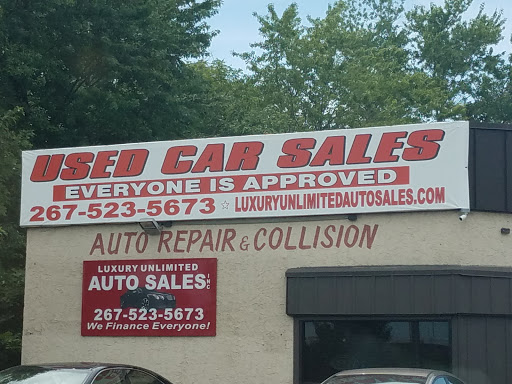 USED CAR SALES
EVERYONE IS APPROVED
267-523-5673 ☆ LUXURYUNLIMITEDAUTOSALES.COM
AUTO REPAIR & COLLISION
LUXURY UNLIMITED
AUTO SALES INC
267-523-5673
We Finance Everyone!